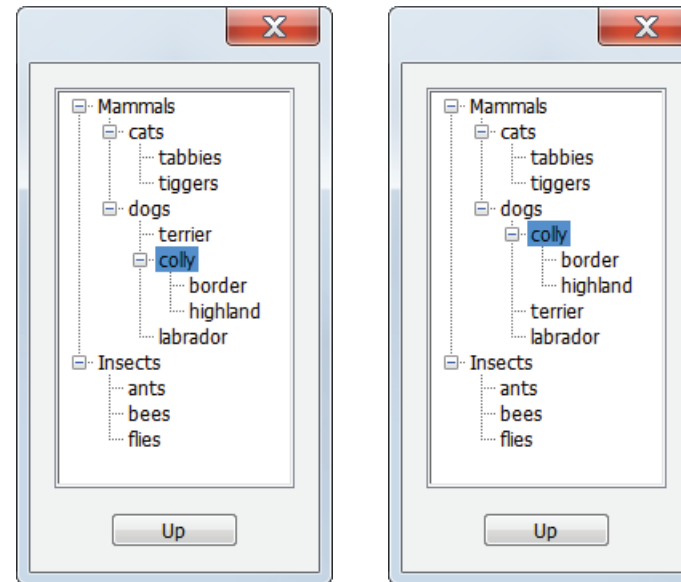 Mammals
cats
tabbies
tiggers
dogs
terrier
colly
border
highland
labrador
Insects
ants
bees
flies
Up
Mammals
cats
tabbies
tiggers
dogs
colly
border
highland
terrier
labrador
Insects
ants
bees
flies
Up